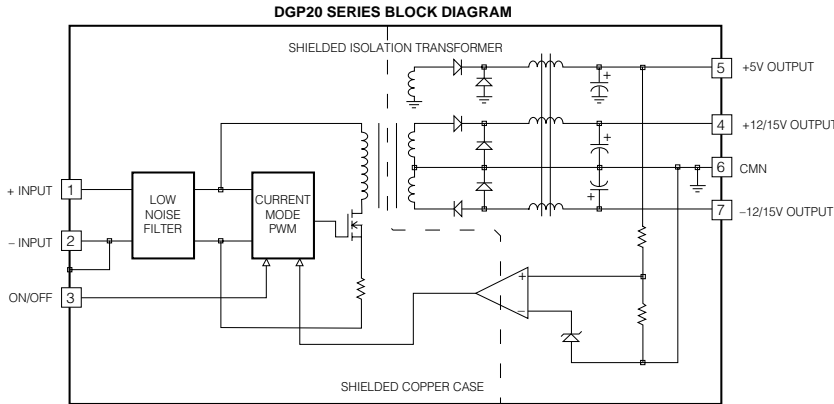 DGP20 SERIES BLOCK DIAGRAM
SHIELDED ISOLATION TRANSFORMER
5 +5V OUTPUT
+
4 +12/15V OUTPUT
+
6 CMN
+
7 –12/15V OUTPUT
+ INPUT 1
LOW
NOISE
FILTER
CURRENT
MODE
PWM
– INPUT 2
ON/OFF 3
+
–
SHIELDED COPPER CASE